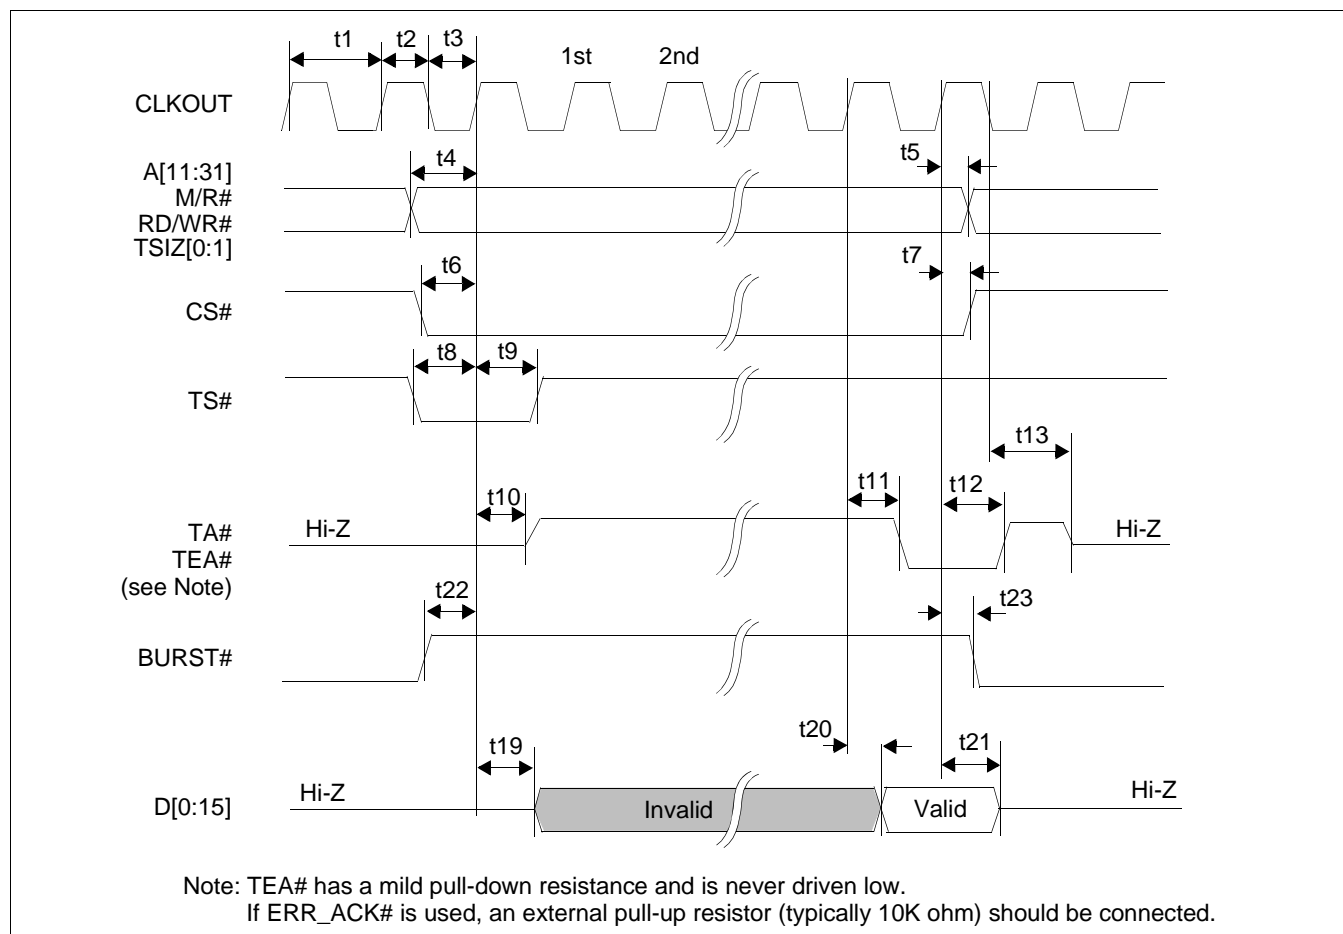 t1 t2 t3
1st 2nd
CLKOUT
t4 t5
A[11:31]
M/R#
RD/WR#
TSIZ[0:1]
t6 t7
CS#
t8 t9
TS#
t13
t10 t11 t12
Hi-Z Hi-Z
TA#
TEA#
(see Note)
t22 t23
BURST#
t19 t20 t21
Hi-Z Hi-Z
D[0:15] Invalid Valid
Note: TEA# has a mild pull-down resistance and is never driven low.
If ERR_ACK# is used, an external pull-up resistor (typically 10K ohm) should be connected.